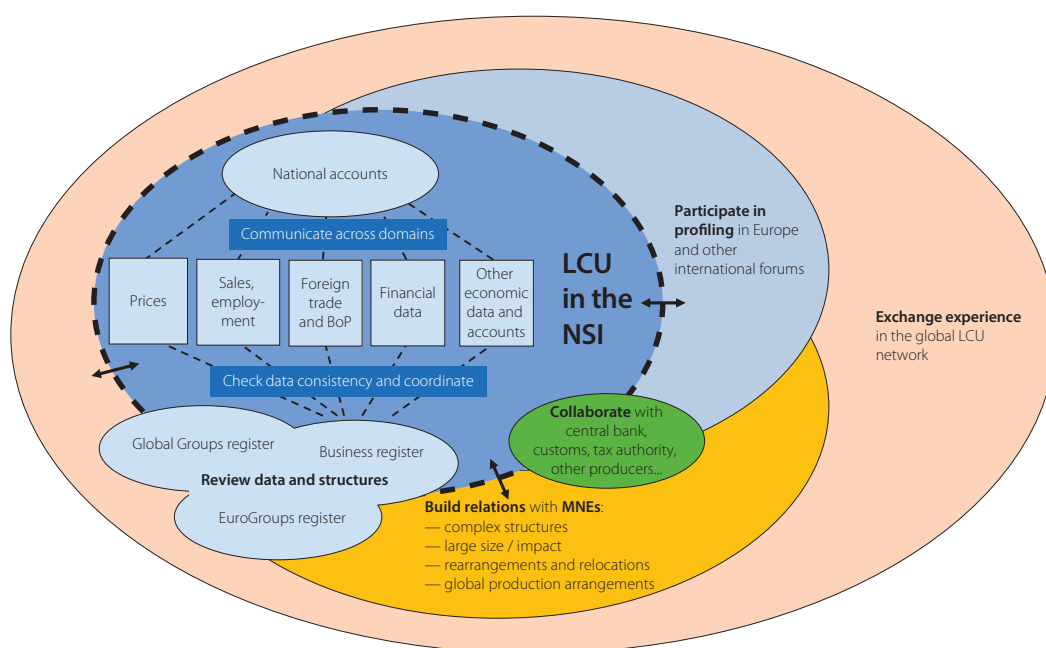 National accounts
Communicate across domains
Prices
Sales,
employ-
ment
Foreign
trade
and BoP
Financial
data
Other
economic
data and
accounts
LCU
in the
NSI
Check data consistency and coordinate
Global Groups register
Business register
Review data and structures
EuroGroups register
Participate in
profiling in Europe
and other
international forums
Exchange experience
in the global LCU
network
Collaborate with
central bank,
customs, tax authority,
other producers...
Build relations with MNEs:
— complex structures
— large size / impact
— rearrangements and relocations
— global production arrangements